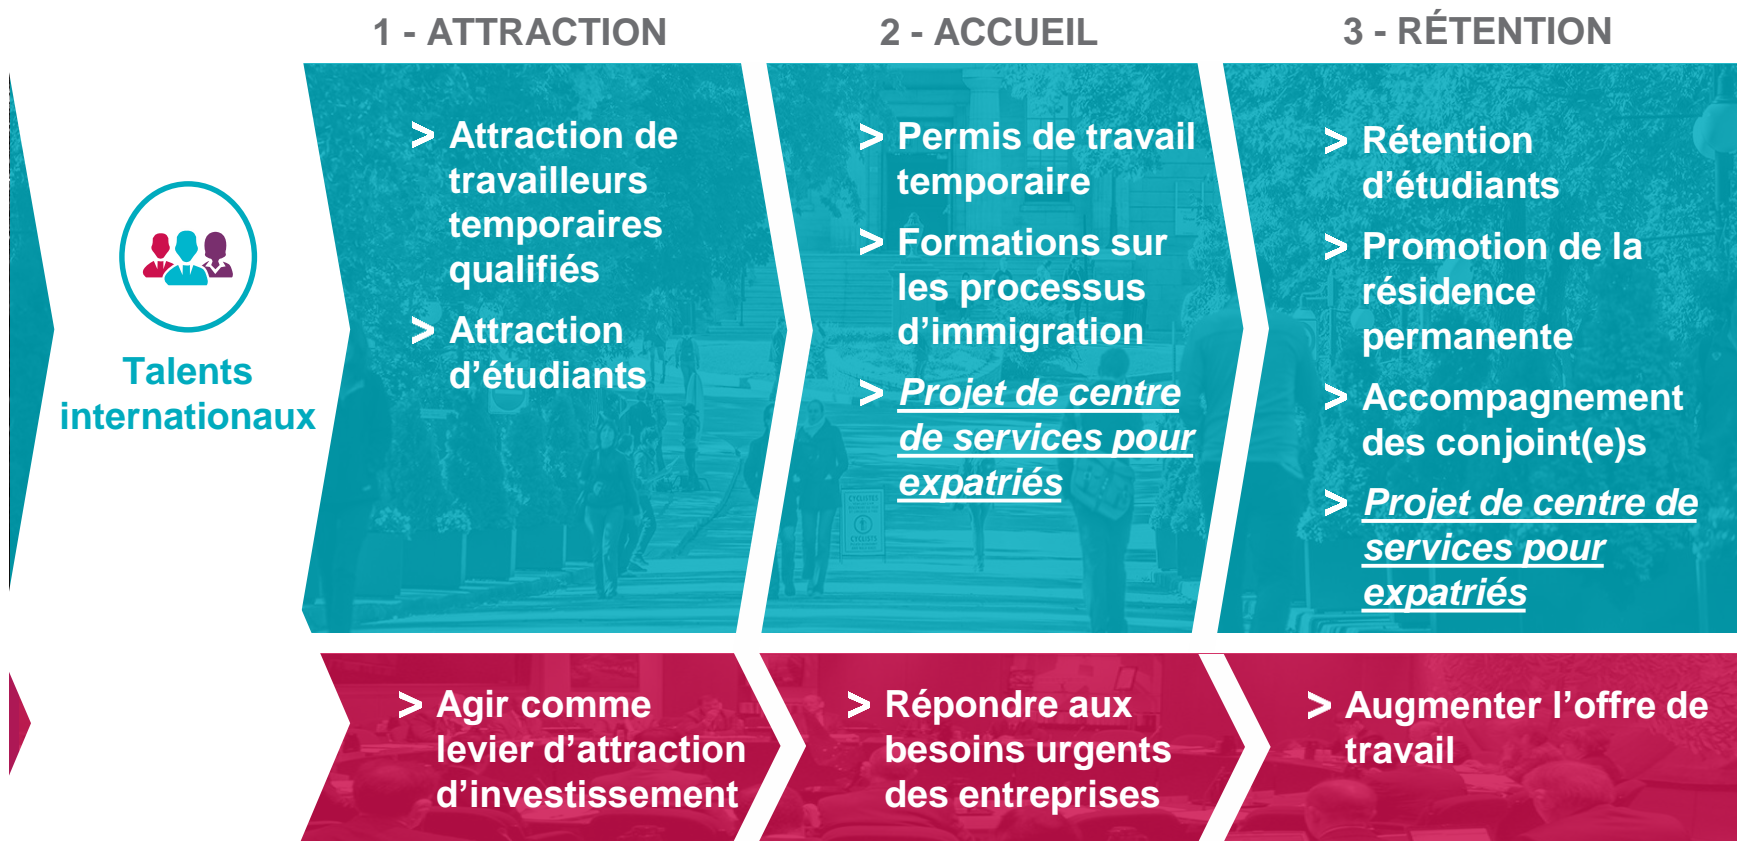 1 - ATTRACTION
2 - ACCUEIL
3 - RÉTENTION
Talents
internationaux
> Attraction de
travailleurs
temporaires
qualifiés
> Attraction
d’étudiants
> Permis de travail
temporaire
> Formations sur
les processus
d’immigration
> Projet de centre
de services pour
expatriés
> Rétention
d’étudiants
> Promotion de la
résidence
permanente
> Accompagnement
des conjoint(e)s
> Projet de centre de
services pour
expatriés
> Agir comme
levier d’attraction
d’investissement
> Répondre aux
besoins urgents
des entreprises
> Augmenter l’offre de
travail